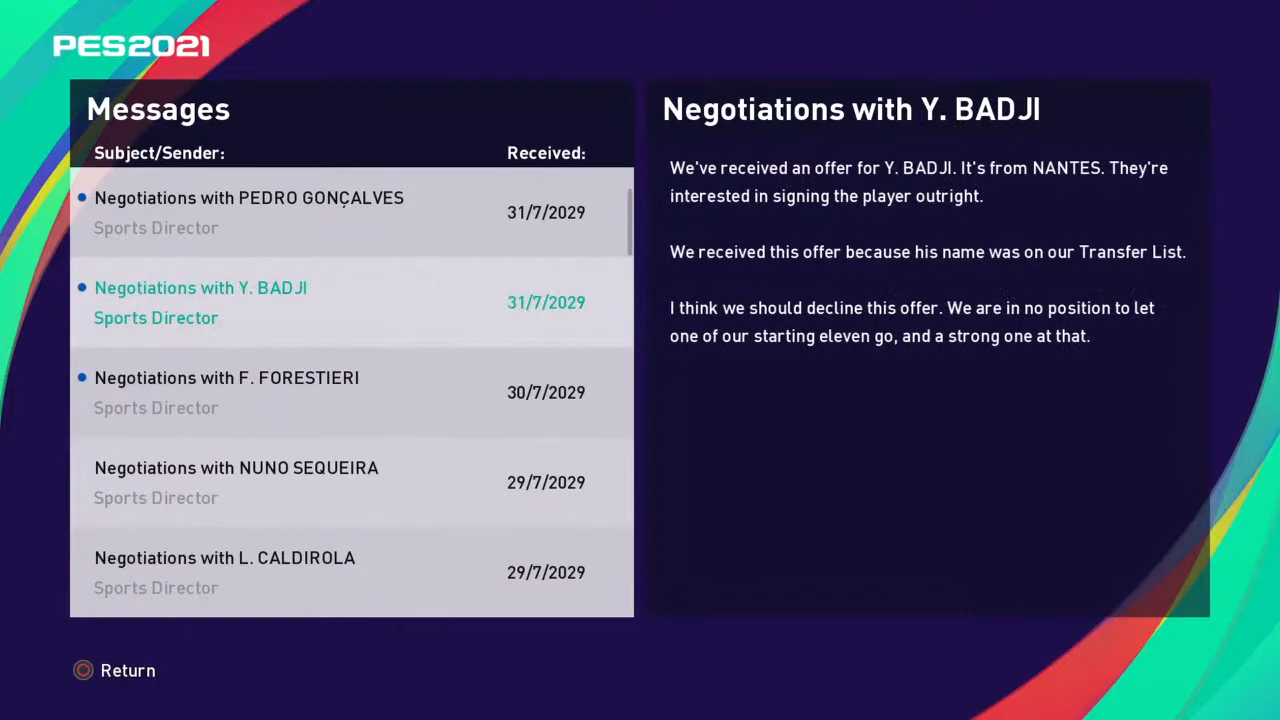 PES2021
Messages
Subject/Sender:
Received:
Negotiations with PEDRO GONÇALVES
Sports Director
31/7/2029
Negotiations with Y. BADJI
Sports Director
31/7/2029
Negotiations with F. FORESTIERI
Sports Director
30/7/2029
Negotiations with NUNO SEQUEIRA
Sports Director
29/7/2029
Negotiations with L. CALDIROLA
Sports Director
29/7/2029
Negotiations with Y. BADJI
We've received an offer for Y. BADJI. It's from NANTES. They're
interested in signing the player outright.
We received this offer because his name was on our Transfer List.
I think we should decline this offer. We are in no position to let
one of our starting eleven go, and a strong one at that.
Return